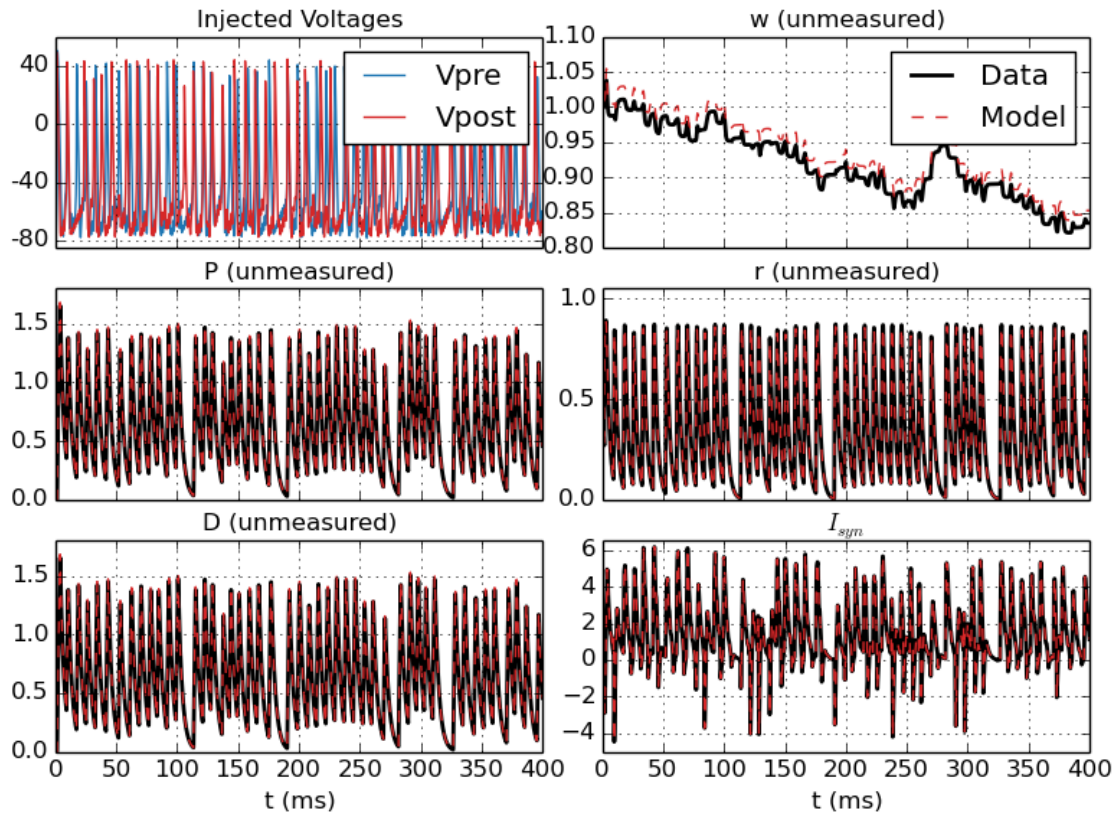 Injected Voltages
40
0
-40
-80
Vpre
Vpost
w (unmeasured)
1.10
1.05
1.00
0.95
0.90
0.85
0.80
Data
Model
P (unmeasured)
1.5
1.0
0.5
0.0
r (unmeasured)
1.0
0.5
0.0
D (unmeasured)
1.5
1.0
0.5
0.0
0 50 100 150 200 250 300 350 400
t (ms)
I_syn
6
4
2
0
−2
−4
0 50 100 150 200 250 300 350 400
t (ms)